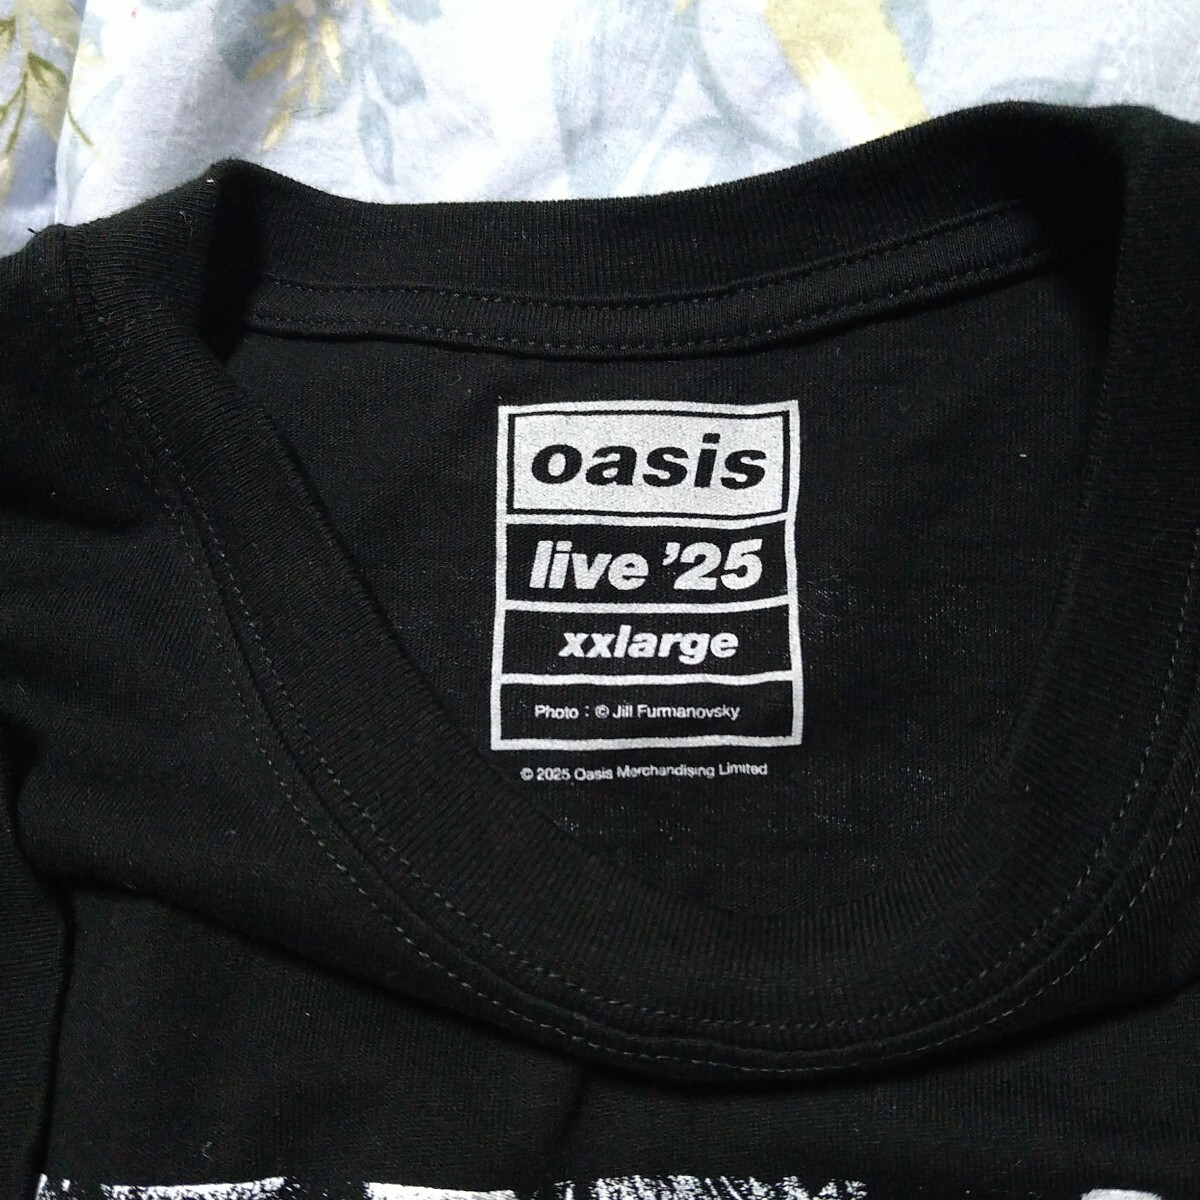 oasis
live '25
xxlarge
Photo : © Jill Furmanovsky
© 2025 Oasis Merchandising Limited